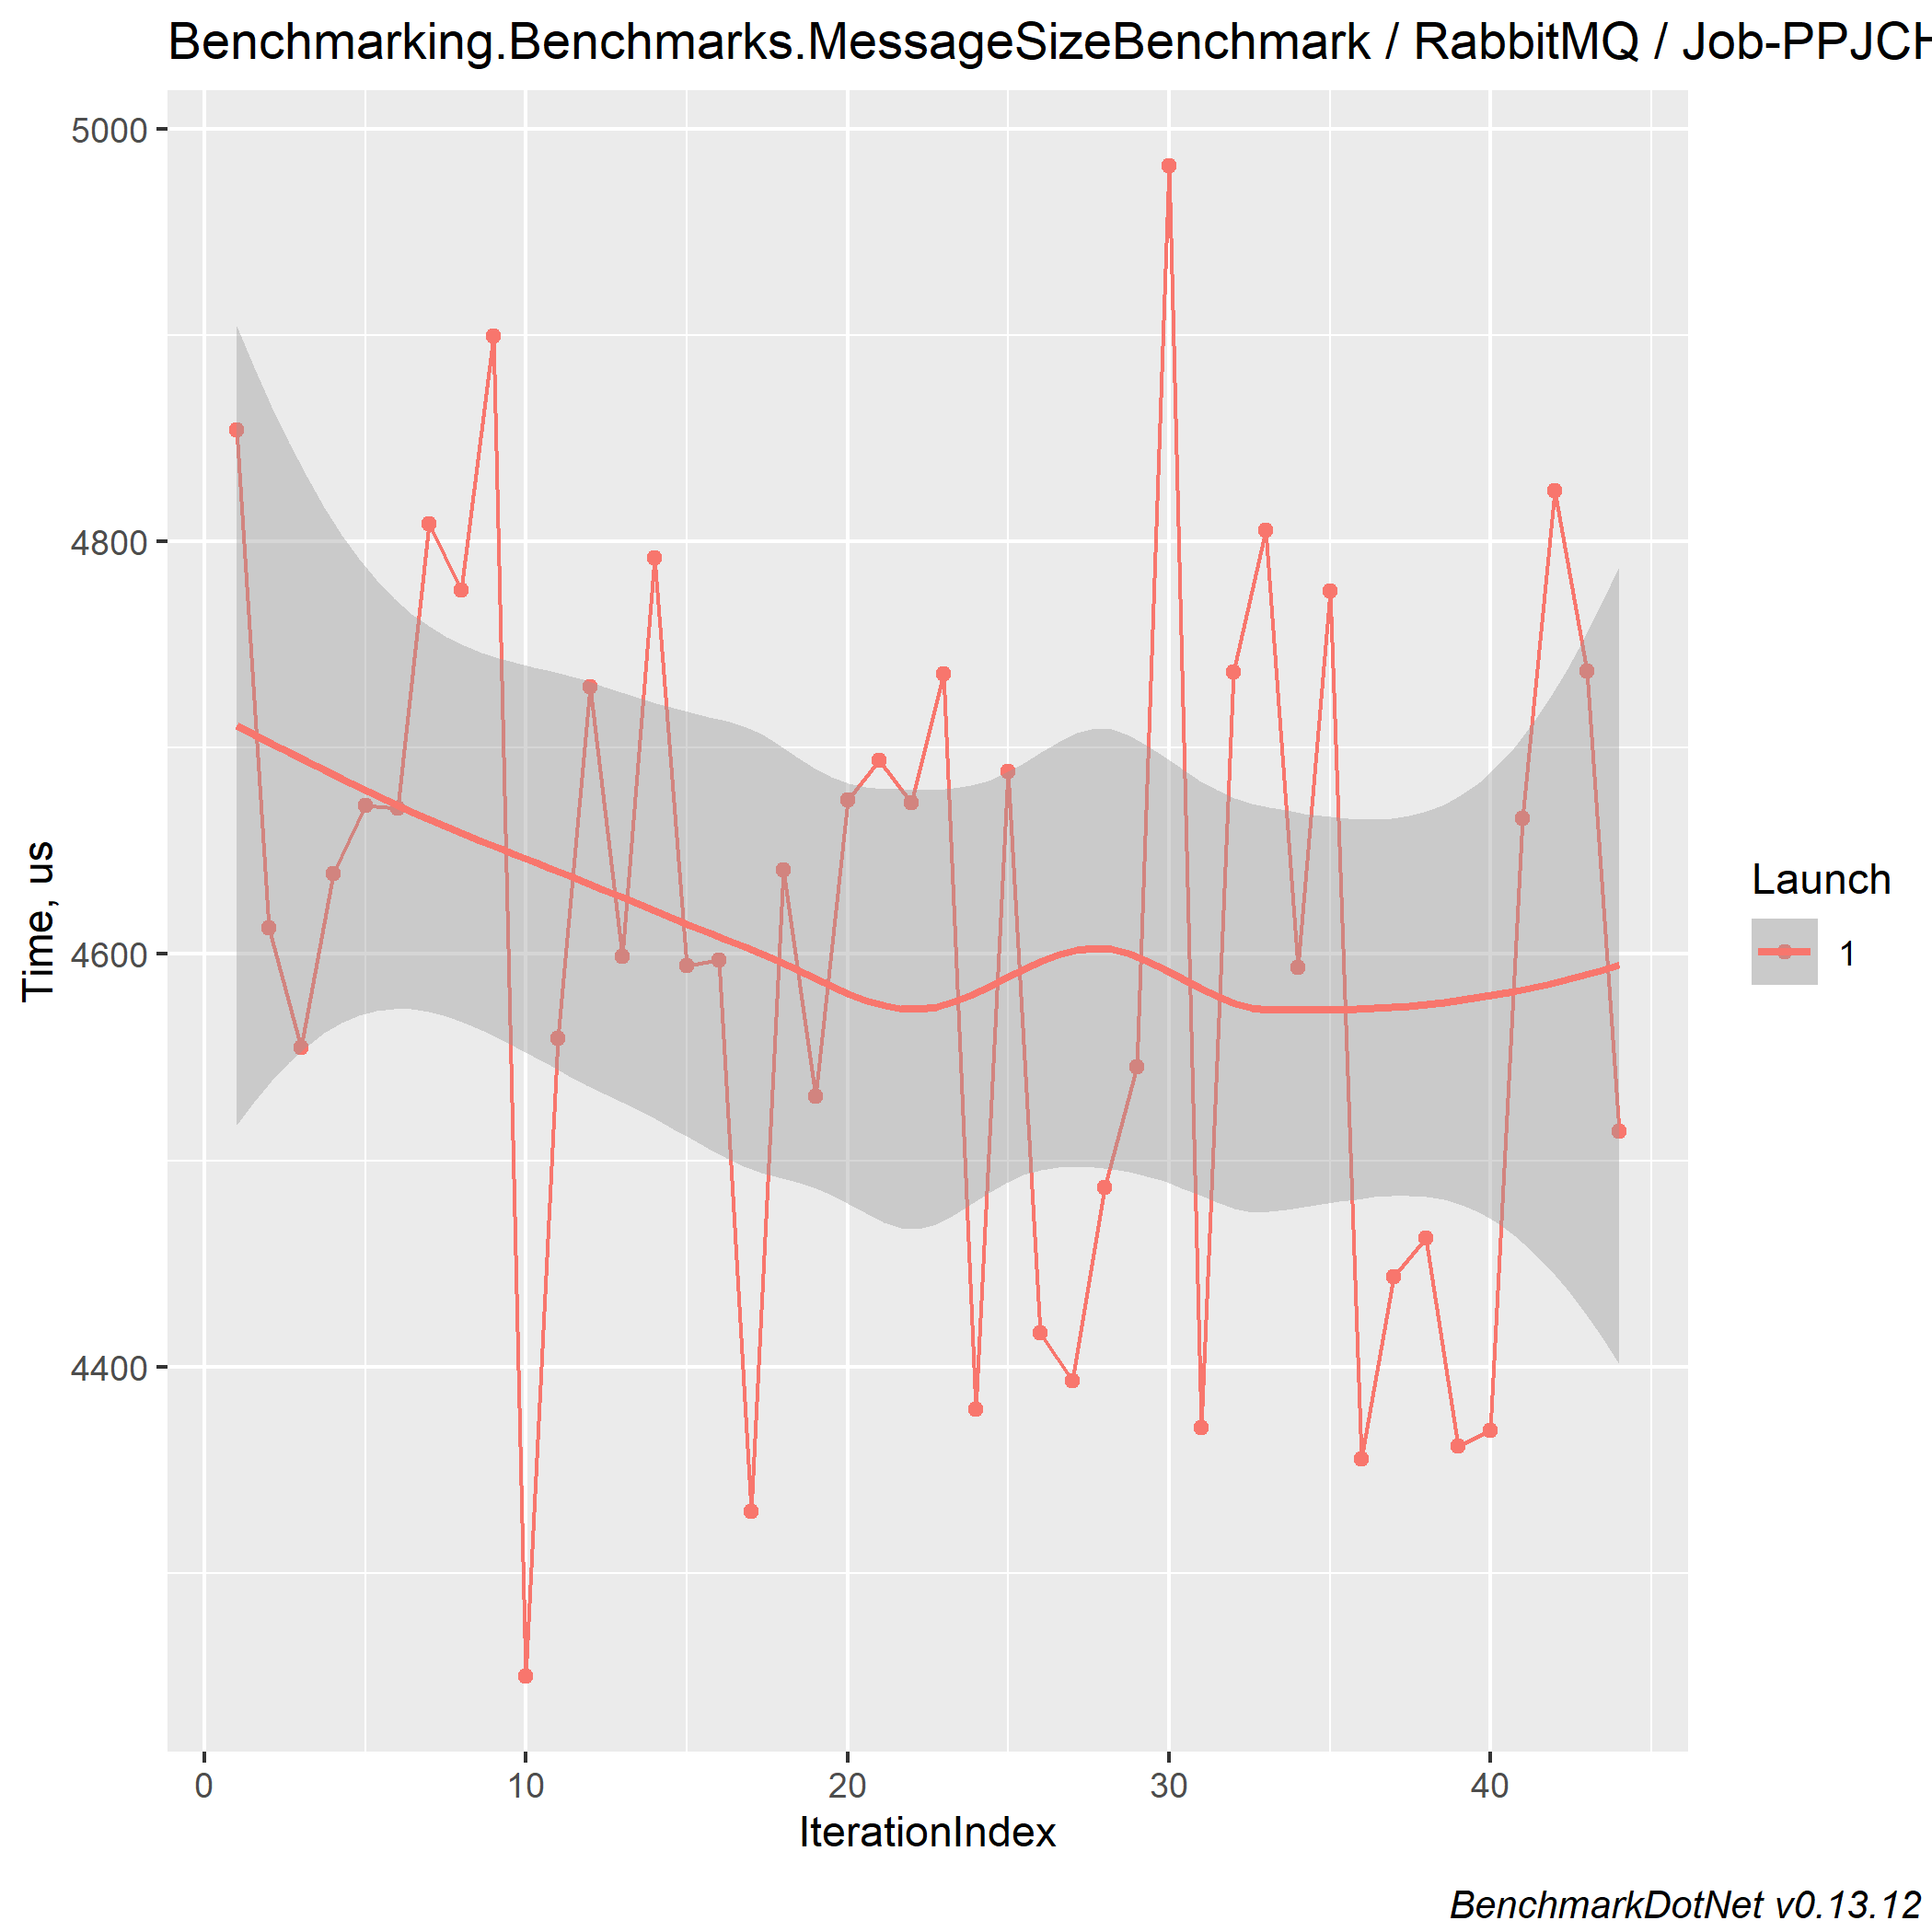 Benchmarking.Benchmarks.MessageSizeBenchmark / RabbitMQ / Job-PPJCH
5000
4800
4600
4400
Time, us
0 10 20 30 40
IterationIndex
Launch
1
BenchmarkDotNet v0.13.12